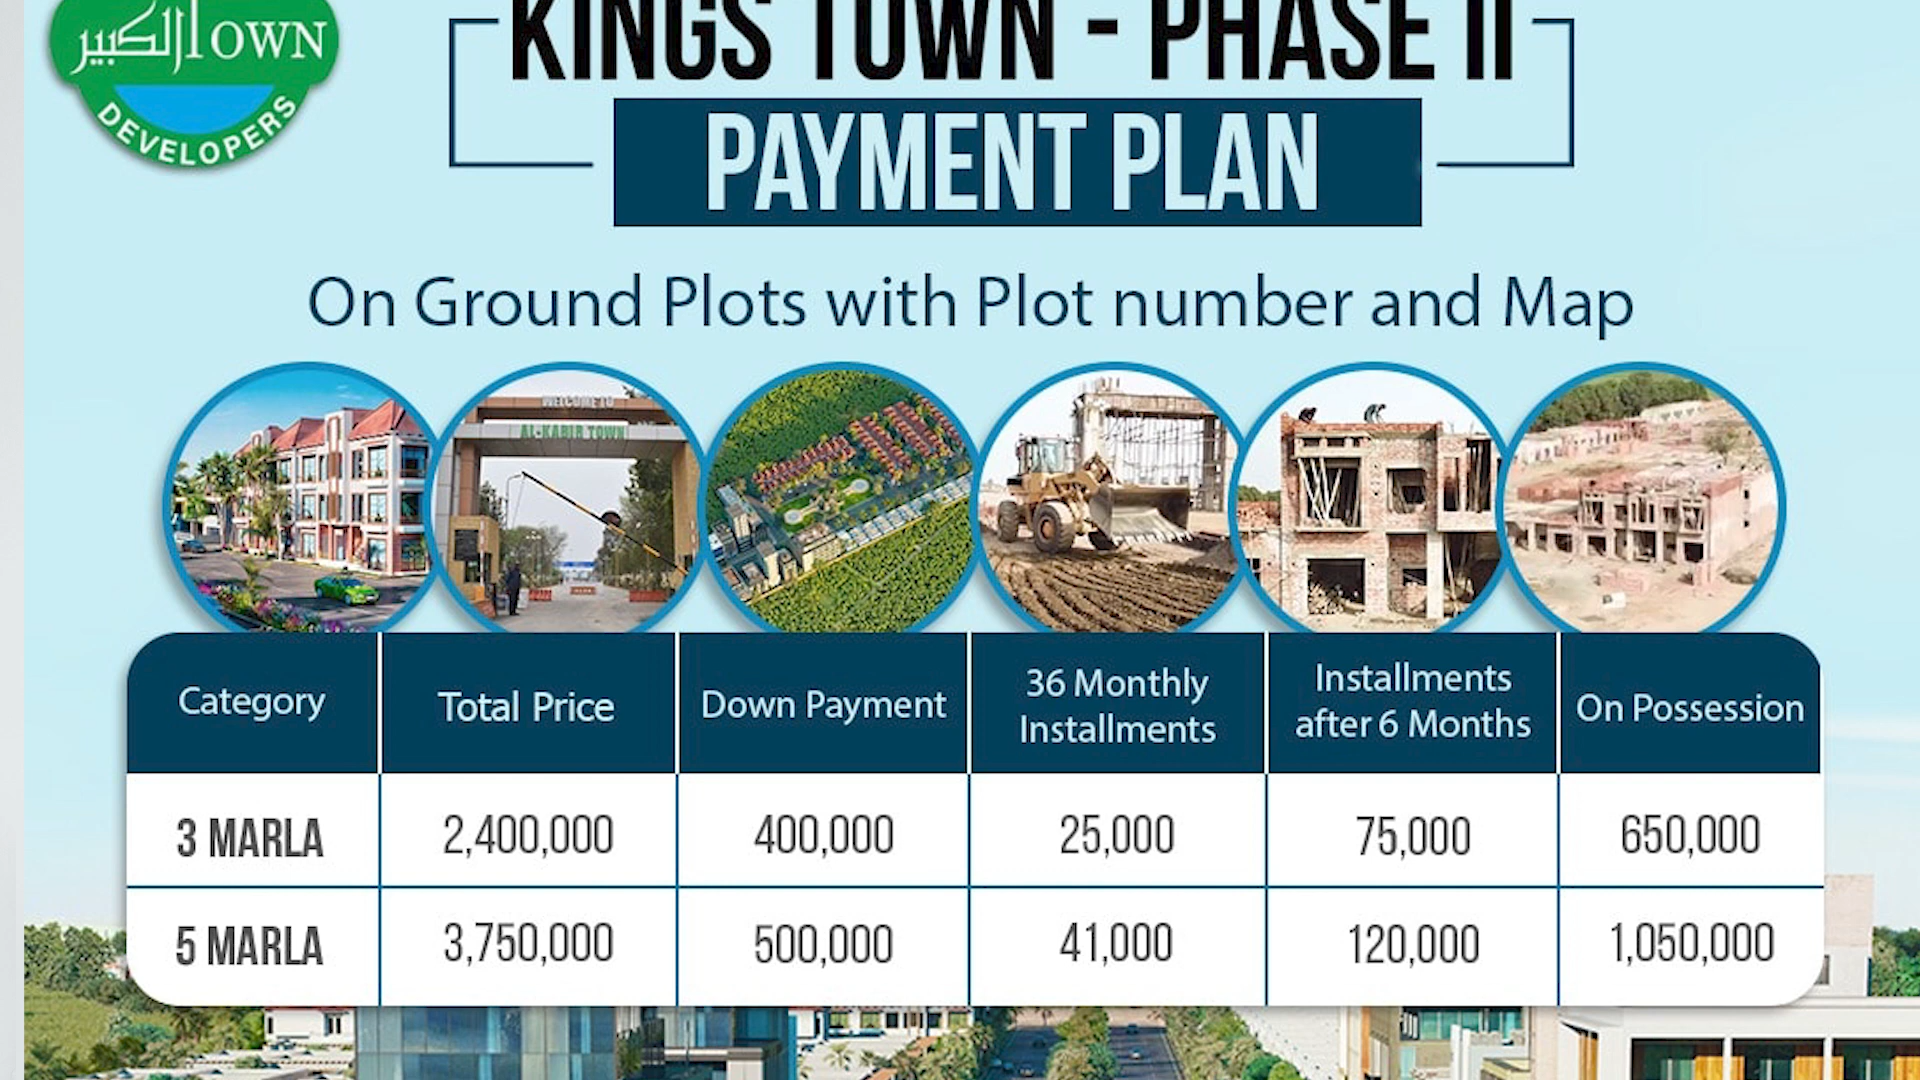 الكبير TOWN
DEVELOPERS
KINGS TOWN - PHASE II
PAYMENT PLAN
On Ground Plots with Plot number and Map
WELCOME TO
AL-KABIR TOWN
Category Total Price Down Payment 36 Monthly Installments Installments after 6 Months On Possession
3 MARLA 2,400,000 400,000 25,000 75,000 650,000
5 MARLA 3,750,000 500,000 41,000 120,000 1,050,000